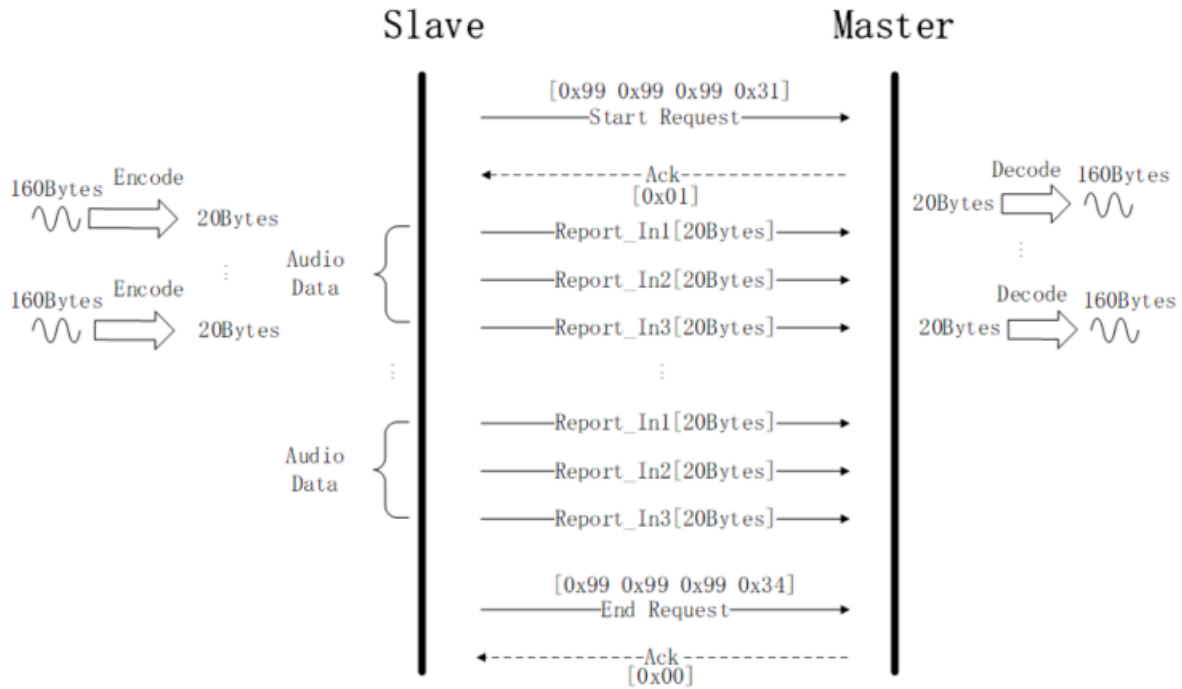 Slave
Master
[0x99 0x99 0x99 0x31]
Start Request
Ack
[0x01]
160Bytes
Encode
20Bytes
160Bytes
Encode
20Bytes
Audio
Data
Report_In1[20Bytes]
Report_In2[20Bytes]
Report_In3[20Bytes]
20Bytes
Decode
160Bytes
20Bytes
Decode
160Bytes
Audio
Data
Report_In1[20Bytes]
Report_In2[20Bytes]
Report_In3[20Bytes]
[0x99 0x99 0x99 0x34]
End Request
Ack
[0x00]